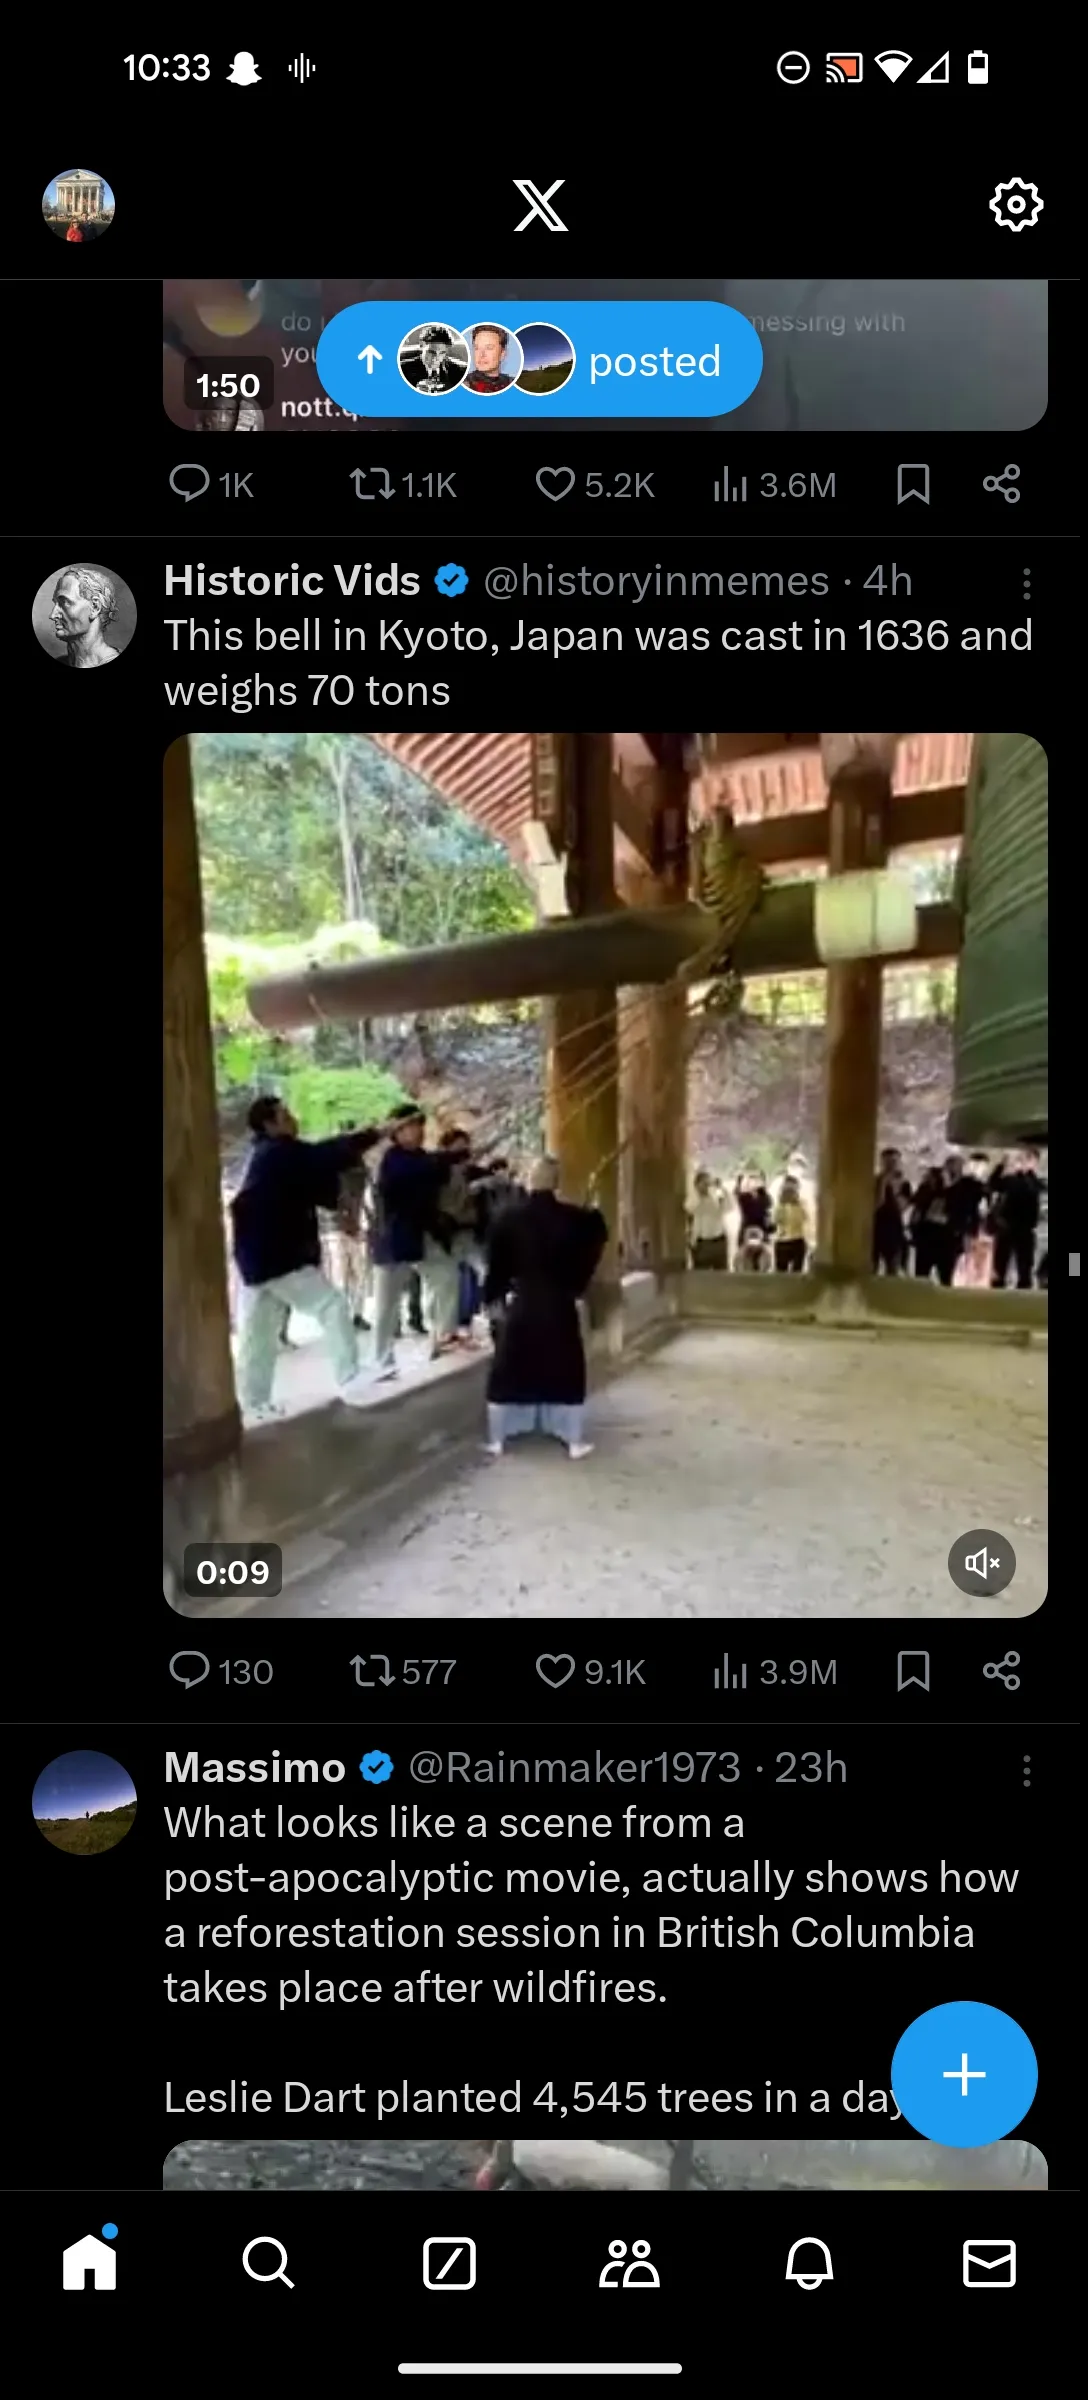 10:33
do
messing with
you
posted
1:50
nott.
1K 1.1K 5.2K 3.6M
Historic Vids @historyinmemes · 4h
This bell in Kyoto, Japan was cast in 1636 and
weighs 70 tons
0:09
130 577 9.1K 3.9M
Massimo @Rainmaker1973 · 23h
What looks like a scene from a
post-apocalyptic movie, actually shows how
a reforestation session in British Columbia
takes place after wildfires.
Leslie Dart planted 4,545 trees in a day